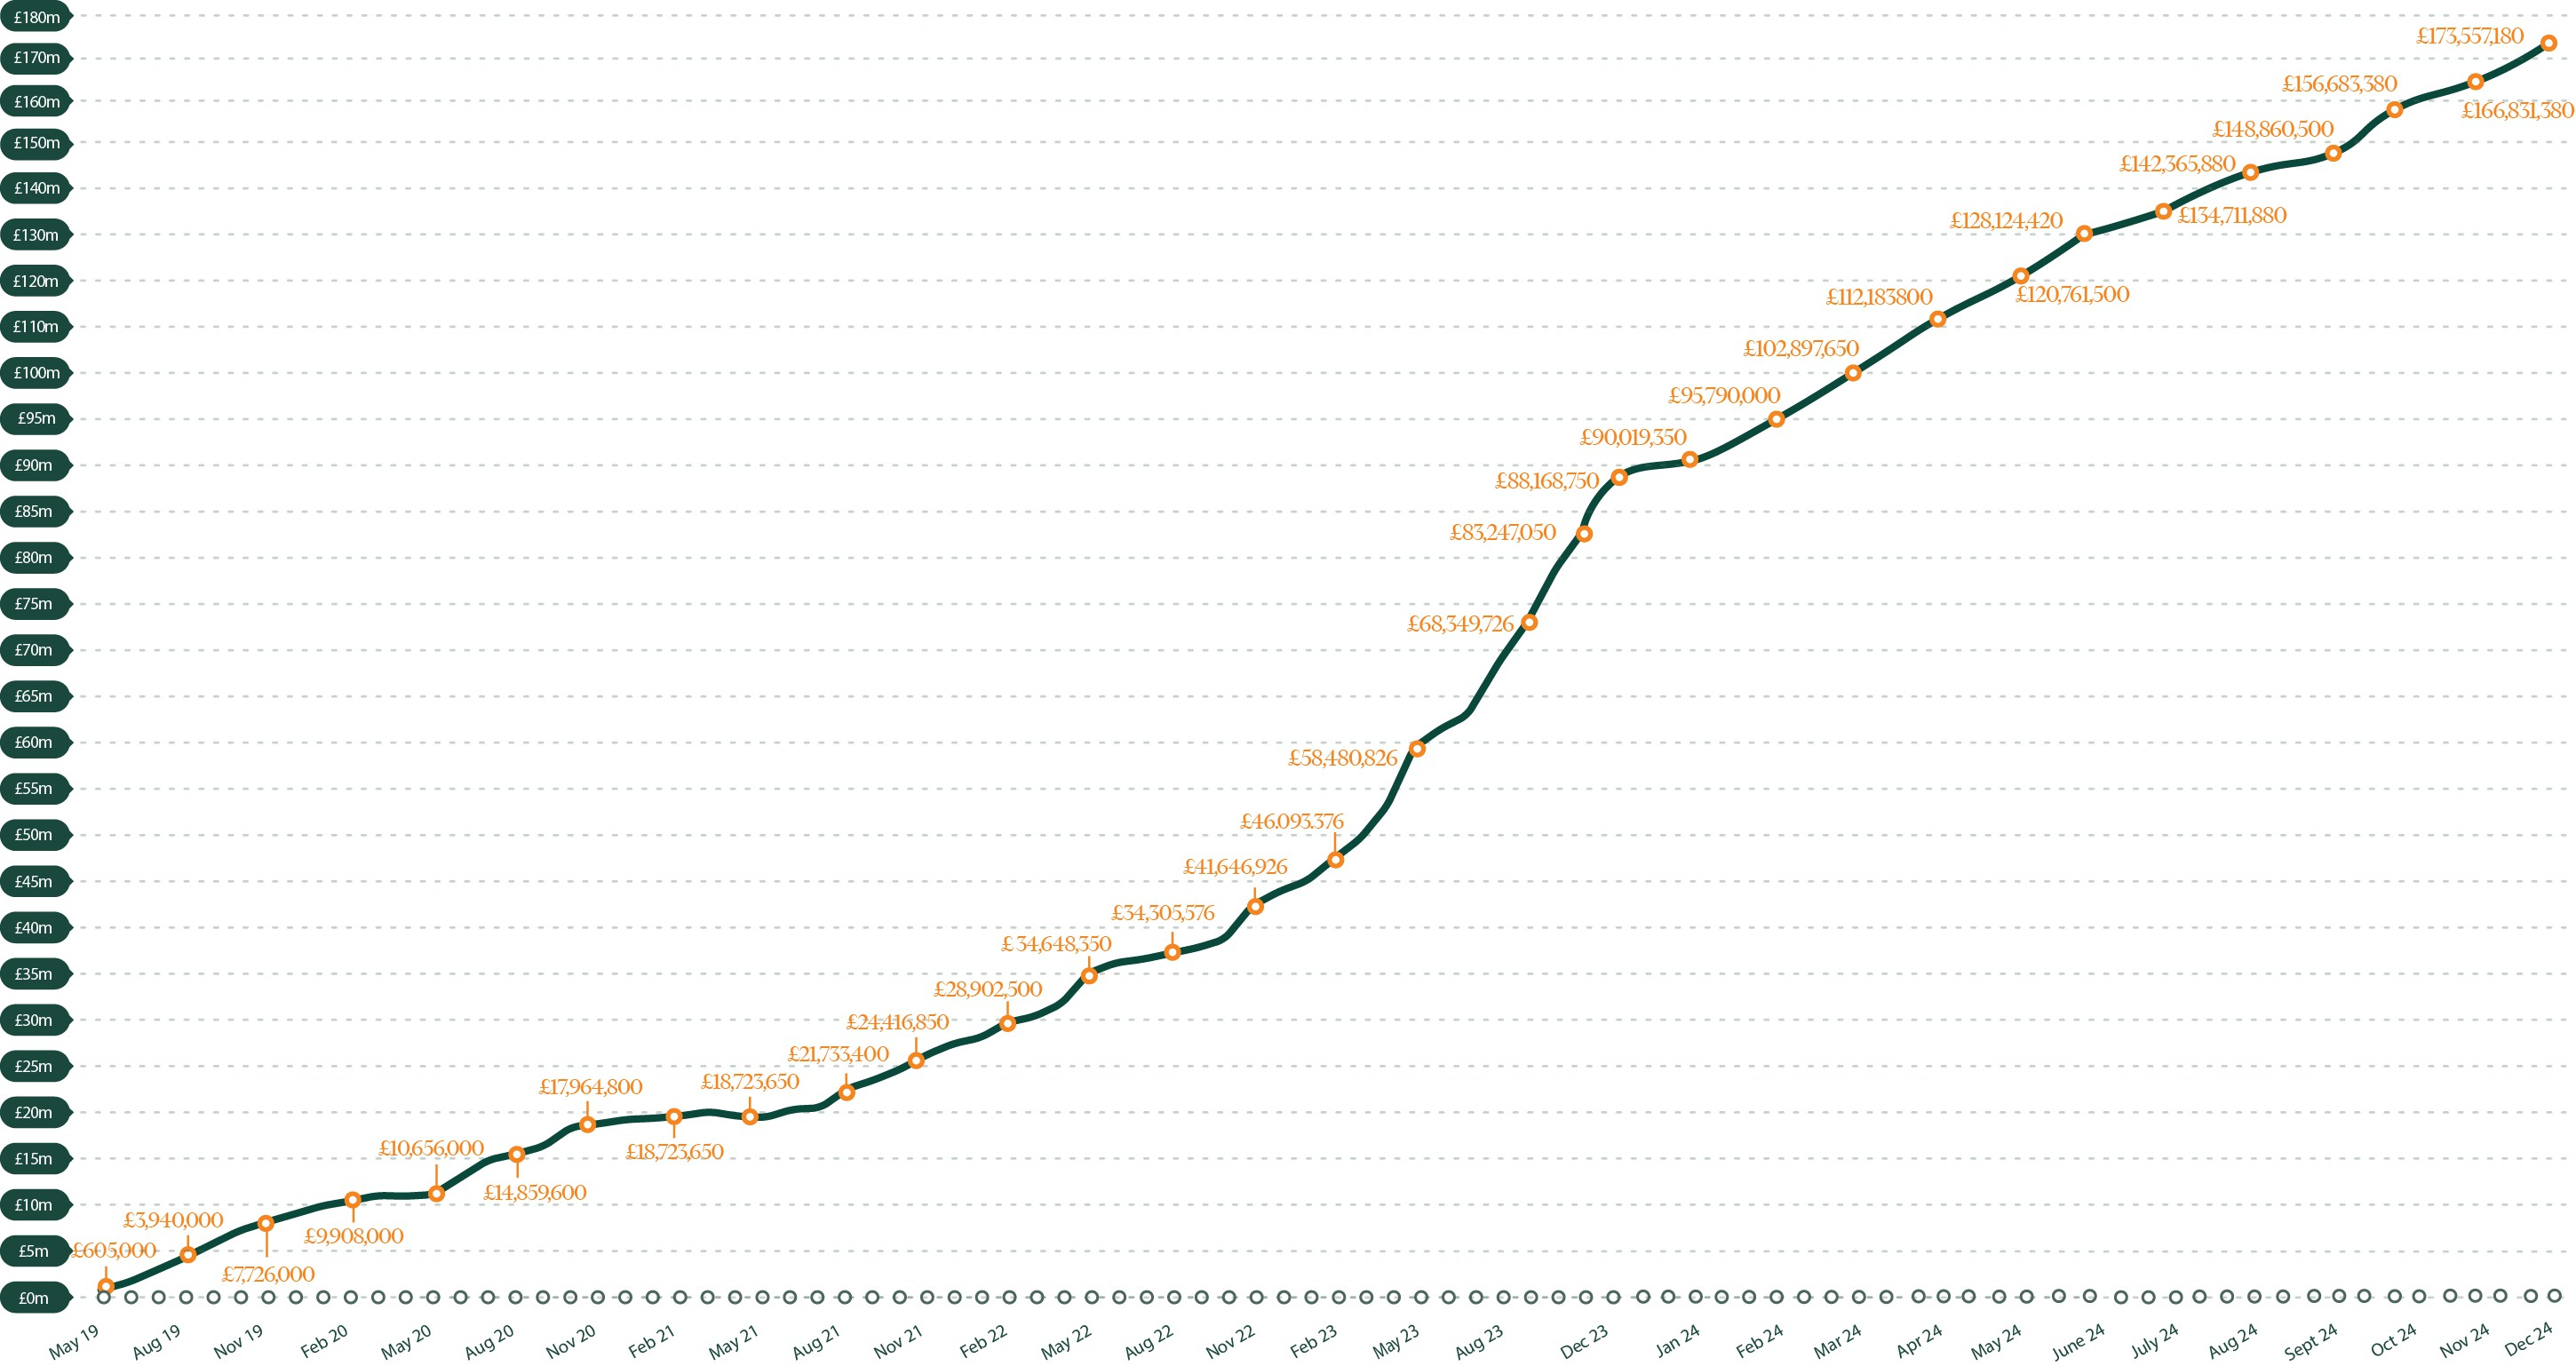 £180m
£170m
£160m
£150m
£140m
£130m
£120m
£110m
£100m
£95m
£90m
£85m
£80m
£75m
£70m
£65m
£60m
£55m
£50m
£45m
£40m
£35m
£30m
£25m
£20m
£15m
£10m
£5m
£0m
£605,000
£3,940,000
£7,726,000
£9,908,000
£10,656,000
£14,859,600
£17,964,800
£18,723,650
£18,723,650
£21,733,400
£24,416,850
£28,902,500
£ 34,648,350
£34,305,576
£41,646,926
£46.093.376
£58,480,826
£68,349,726
£83,247,050
£88,168,750
£90,019,350
£95,790,000
£102,897,650
£112,183800
£120,761,500
£128,124,420
£134,711,880
£142,365,880
£148,860,500
£156,683,380
£166,831,380
£173,557,180
May 19
Aug 19
Nov 19
Feb 20
May 20
Aug 20
Nov 20
Feb 21
May 21
Aug 21
Nov 21
Feb 22
May 22
Aug 22
Nov 22
Feb 23
May 23
Aug 23
Dec 23
Jan 24
Feb 24
Mar 24
Apr 24
May 24
June 24
July 24
Aug 24
Sept 24
Oct 24
Nov 24
Dec 24